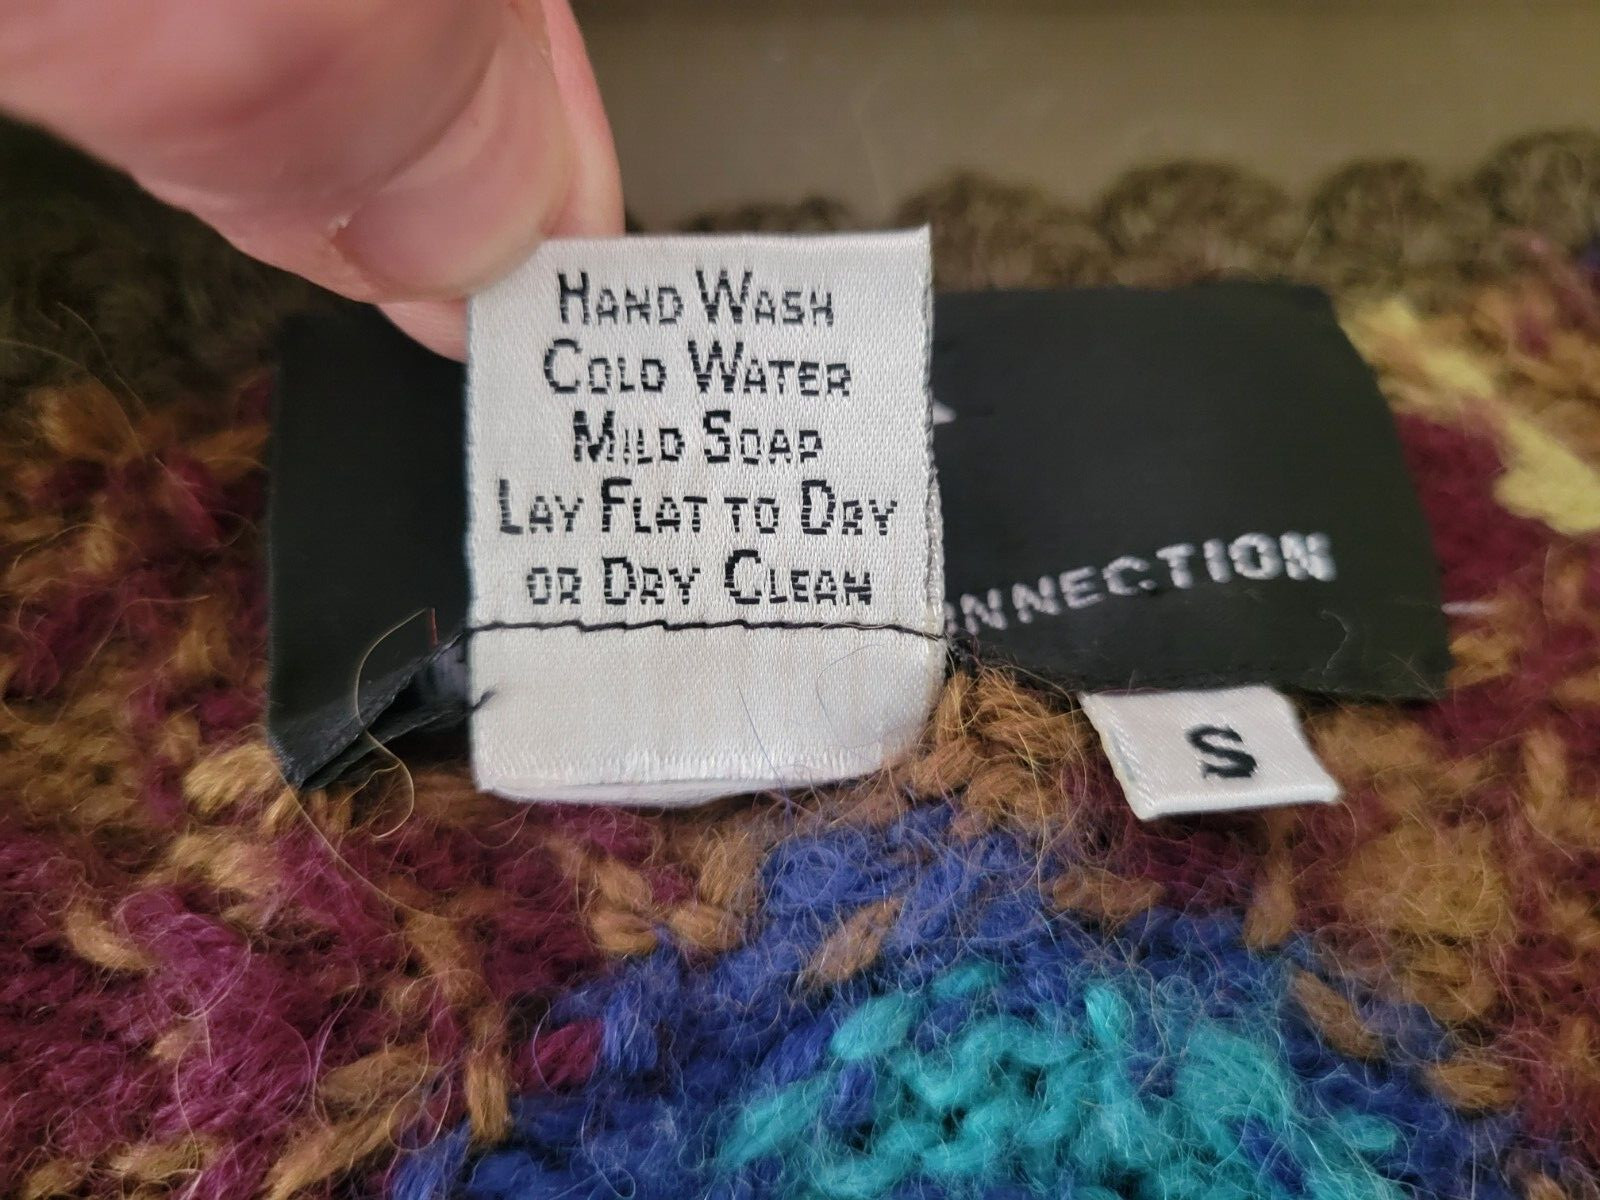 Hand Wash
Cold Water
Mild Soap
Lay Flat to Dry
or Dry Clean
NNECTION
S